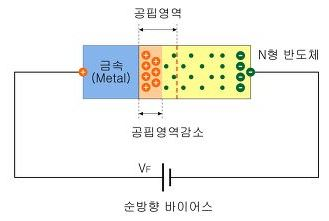 공핍영역
N형 반도체
금속
(Metal)
공핍영역감소
VF
순방향 바이어스